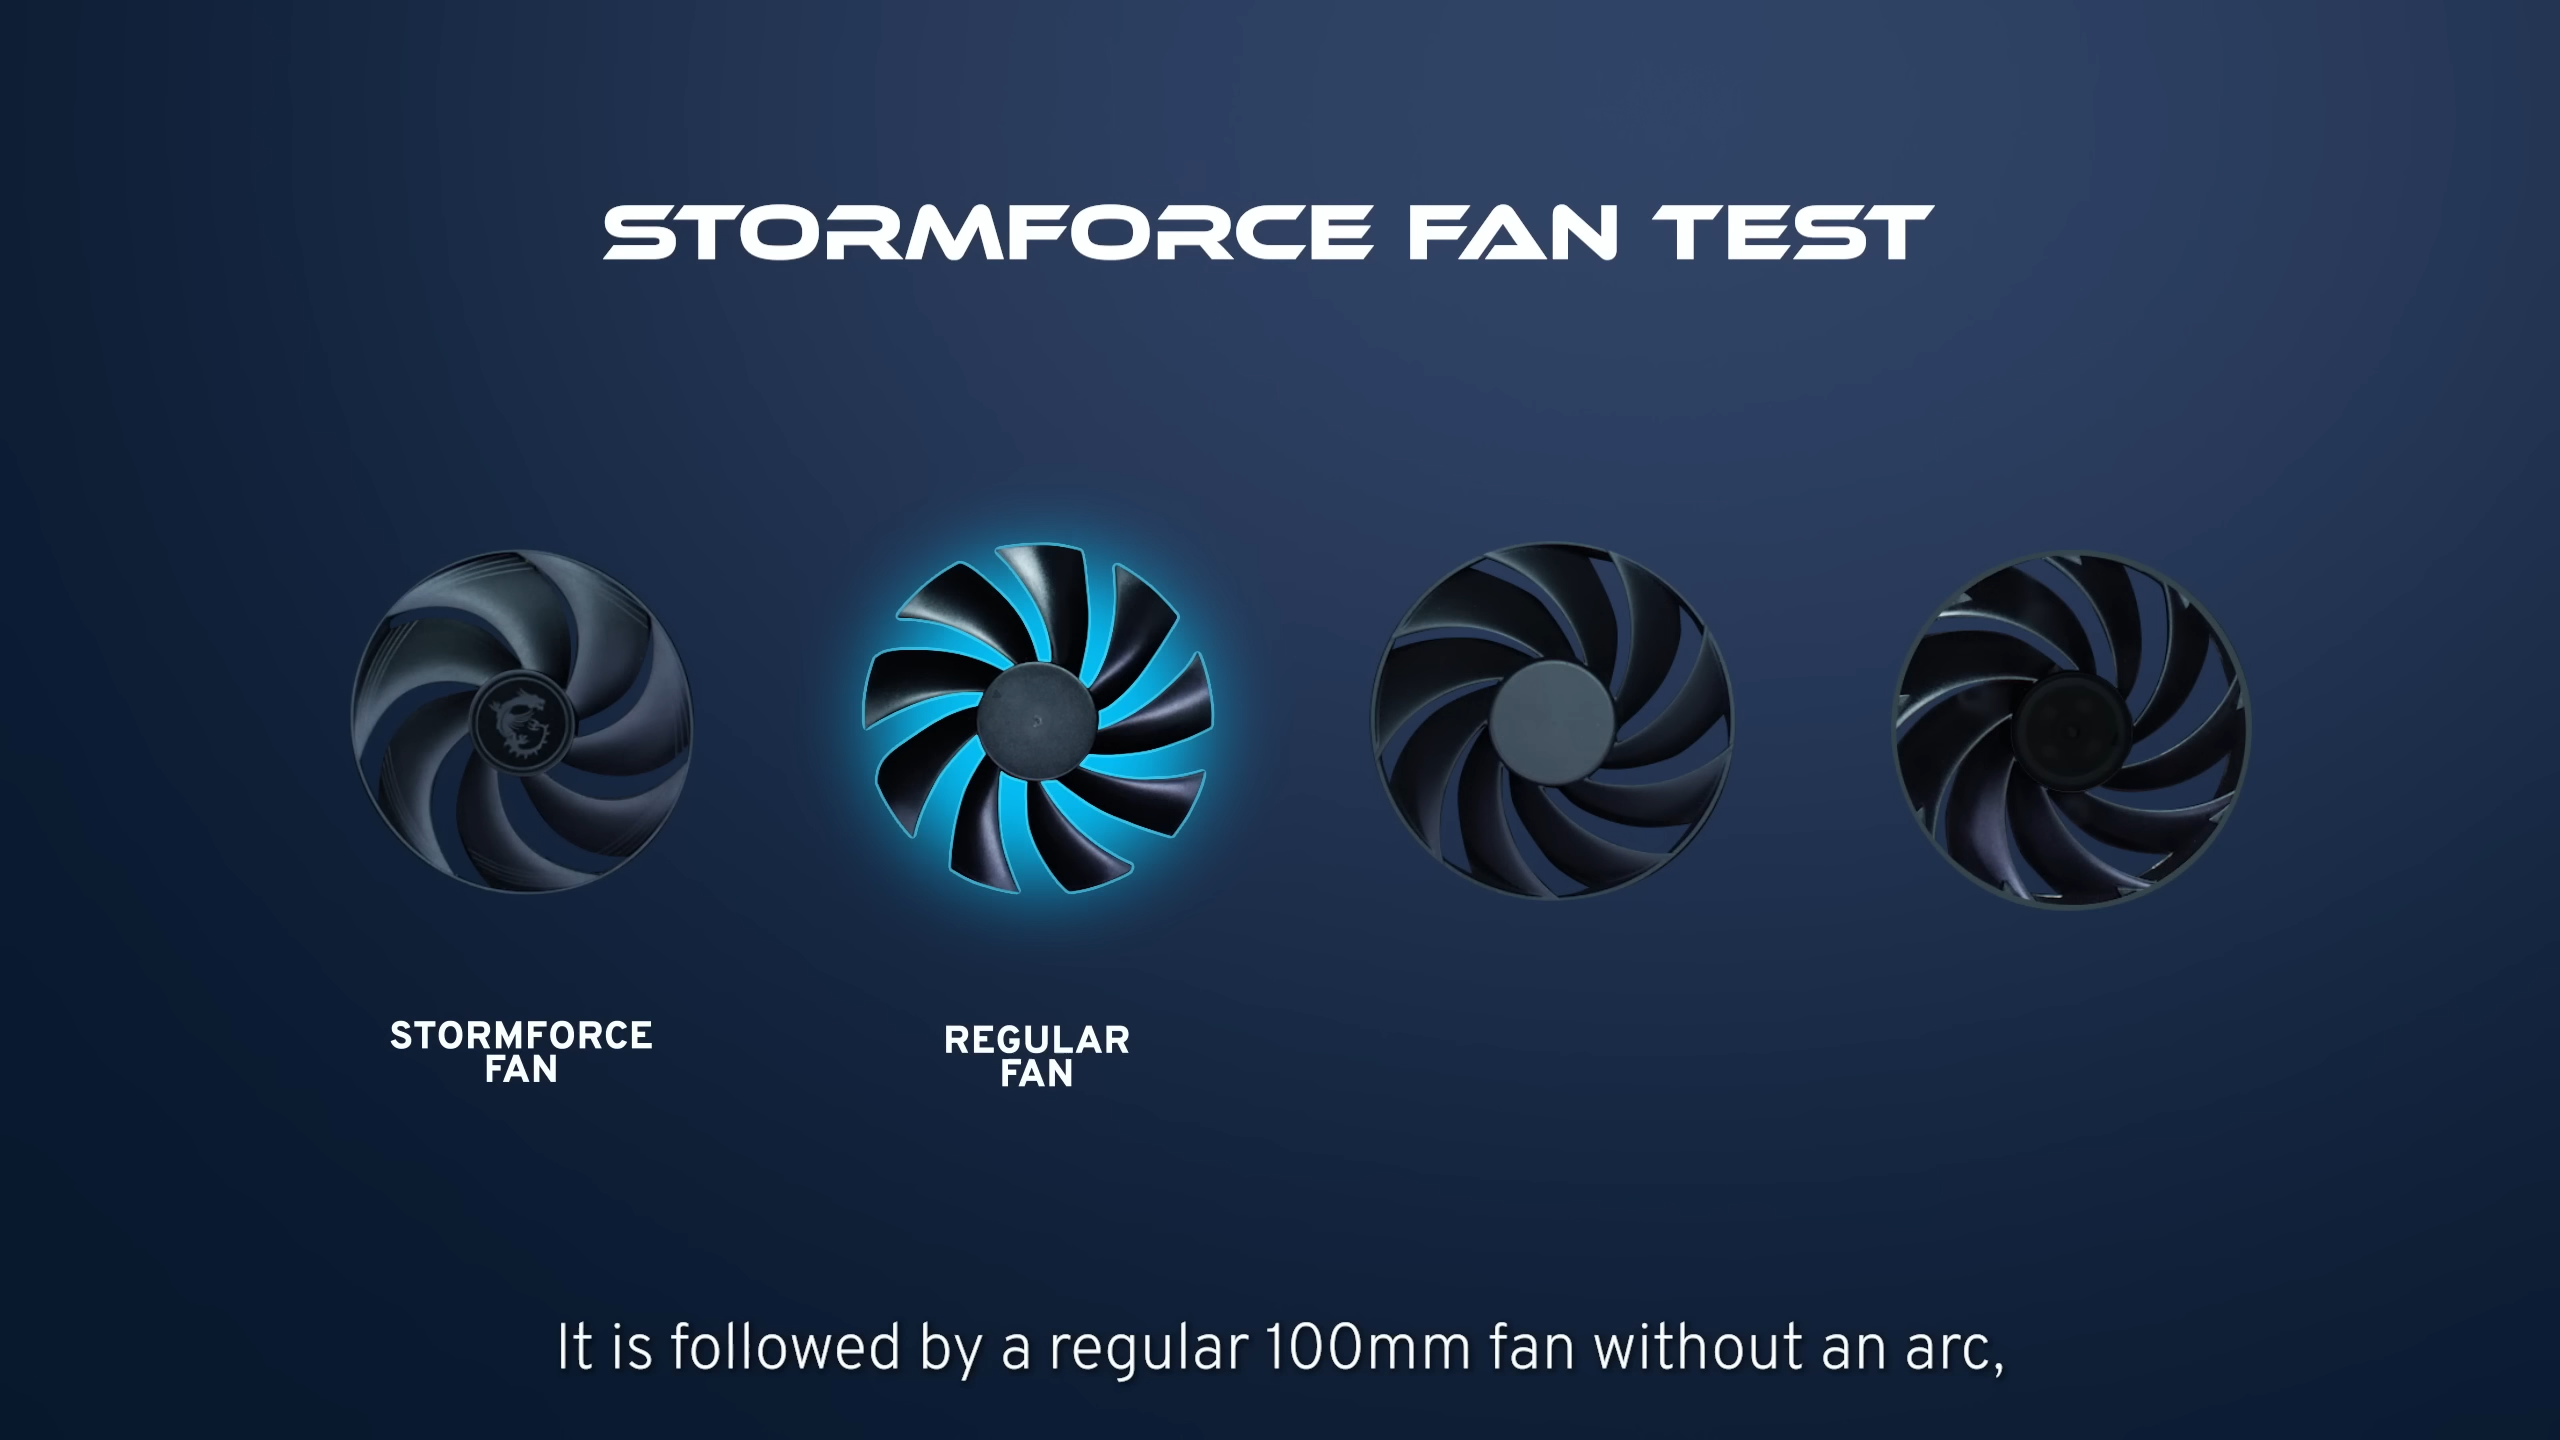 STORMFORCE FAN TEST
STORMFORCE
FAN
REGULAR
FAN
It is followed by a regular 100mm fan without an arc,